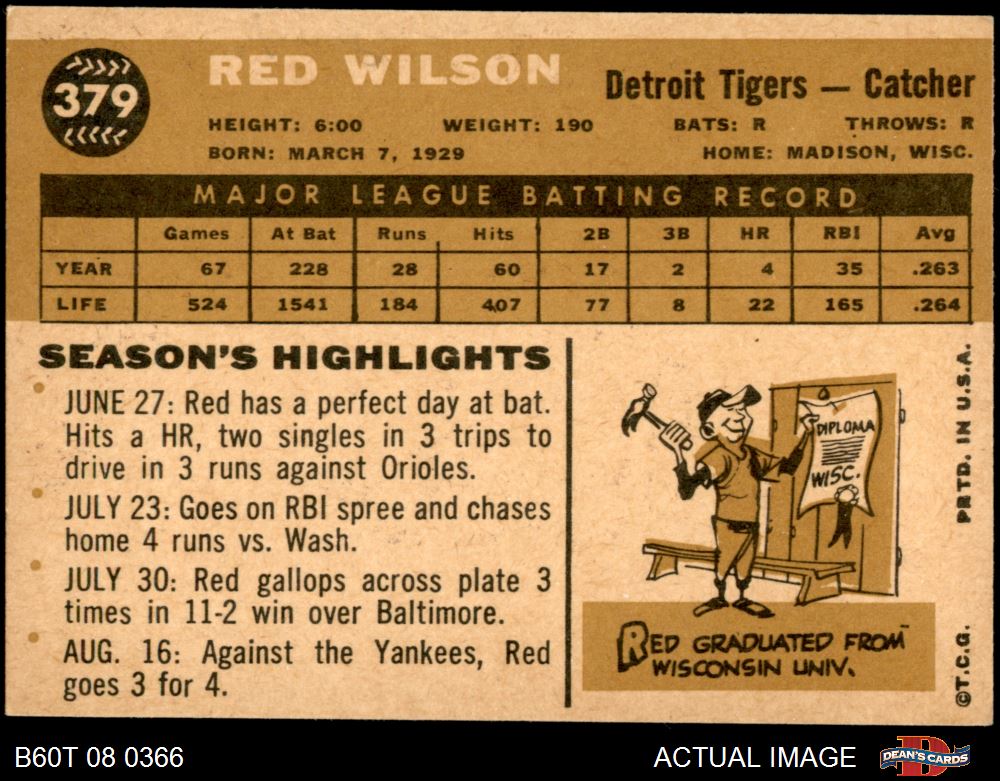 379
RED WILSON
Detroit Tigers — Catcher
HEIGHT: 6:00 WEIGHT: 190 BATS: R THROWS: R
BORN: MARCH 7, 1929 HOME: MADISON, WISC.
MAJOR LEAGUE BATTING RECORD
Games At Bat Runs Hits 2B 3B HR RBI Avg
YEAR 67 228 28 60 17 2 4 35 .263
LIFE 524 1541 184 407 77 8 22 165 .264
SEASON'S HIGHLIGHTS
JUNE 27: Red has a perfect day at bat.
Hits a HR, two singles in 3 trips to
drive in 3 runs against Orioles.
JULY 23: Goes on RBI spree and chases
home 4 runs vs. Wash.
JULY 30: Red gallops across plate 3
times in 11-2 win over Baltimore.
AUG. 16: Against the Yankees, Red
goes 3 for 4.
DIPLOMA
WISC.
RED GRADUATED FROM
WISCONSIN UNIV.
©T.C.G. PRTD. IN U.S.A.
B60T 08 0366
ACTUAL IMAGE
DEAN'S CARDS